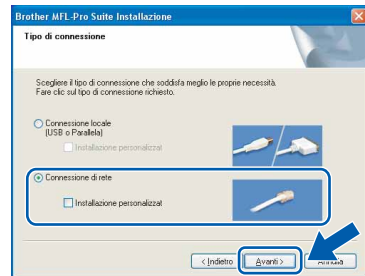 Brother MFL-Pro Suite Installazione
Tipo di connessione
Scegliere il tipo di connessione che soddisfa meglio le proprie necessità.
Fare clic sul tipo di connessione richiesto.
Connessione locale
(USB o Parallela)
Installazione personalizzat
Connessione di rete
Installazione personalizzat
< Indietro
Avanti >
Annulla